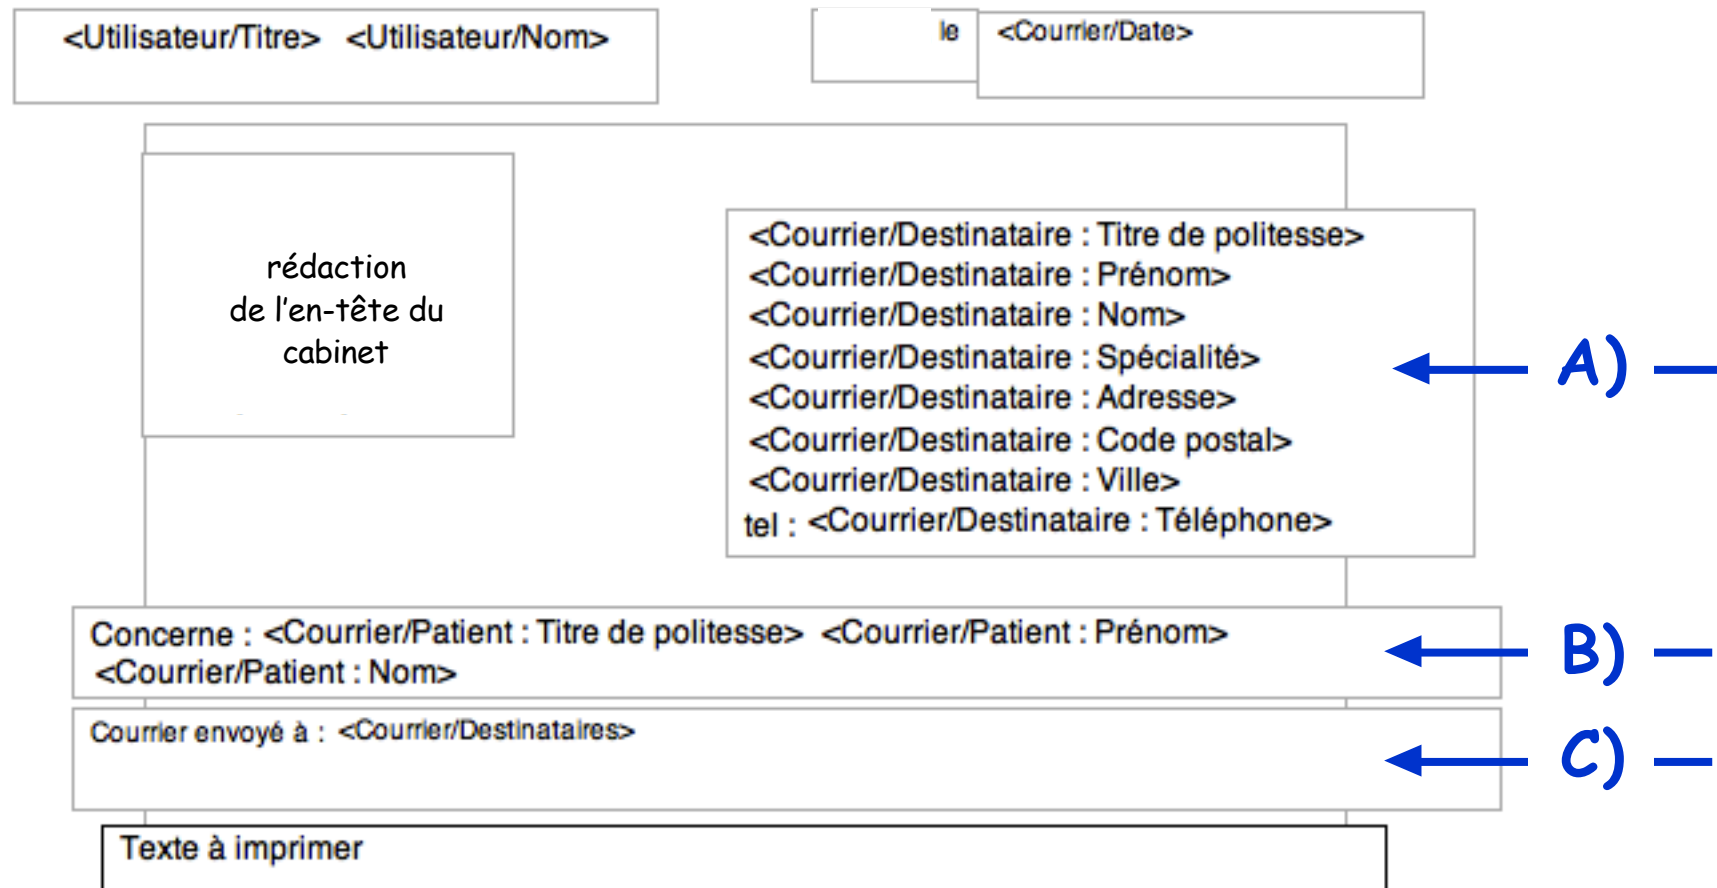 <Utilisateur/Titre> <Utilisateur/Nom>
le <Courrier/Date>
rédaction
de l'en-tête du
cabinet
<Courrier/Destinataire : Titre de politesse>
<Courrier/Destinataire : Prénom>
<Courrier/Destinataire : Nom>
<Courrier/Destinataire : Spécialité>
<Courrier/Destinataire : Adresse>
<Courrier/Destinataire : Code postal>
<Courrier/Destinataire : Ville>
tel : <Courrier/Destinataire : Téléphone>
A)
Concerne : <Courrier/Patient : Titre de politesse> <Courrier/Patient : Prénom>
<Courrier/Patient : Nom>
B)
Courrier envoyé à : <Courrier/Destinataires>
C)
Texte à imprimer